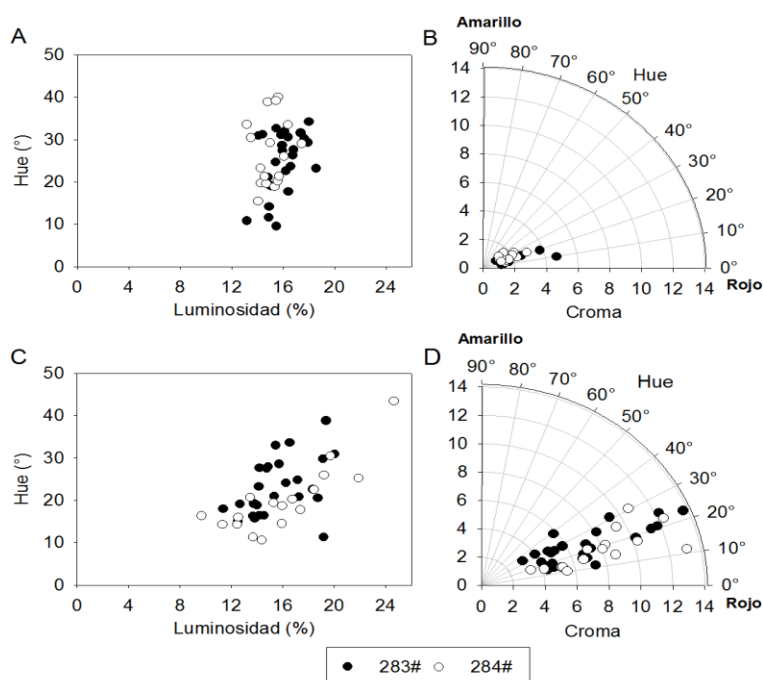 A
50
40
30
20
10
0
Hue (°)
0 4 8 12 16 20 24
Luminosidad (%)
B
Amarillo
90°
80°
70°
60°
Hue
50°
40°
30°
20°
10°
0°
Rojo
14
12
10
8
6
4
2
0
0 2 4 6 8 10 12 14
Croma
C
50
40
30
20
10
0
Hue (°)
0 4 8 12 16 20 24
Luminosidad (%)
D
Amarillo
90°
80°
70°
60°
Hue
50°
40°
30°
20°
10°
0°
Rojo
14
12
10
8
6
4
2
0
0 2 4 6 8 10 12 14
Croma
283# 284#